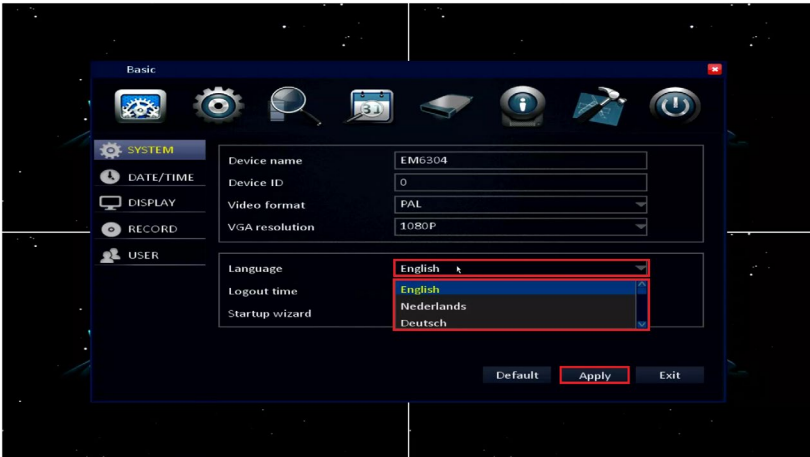 Basic
31
SYSTEM
DATE/TIME
DISPLAY
RECORD
USER
Device name EM6304
Device ID 0
Video format PAL
VGA resolution 1080P
Language English
Logout time English
Nederlands
Startup wizard
Deutsch
Default Apply Exit